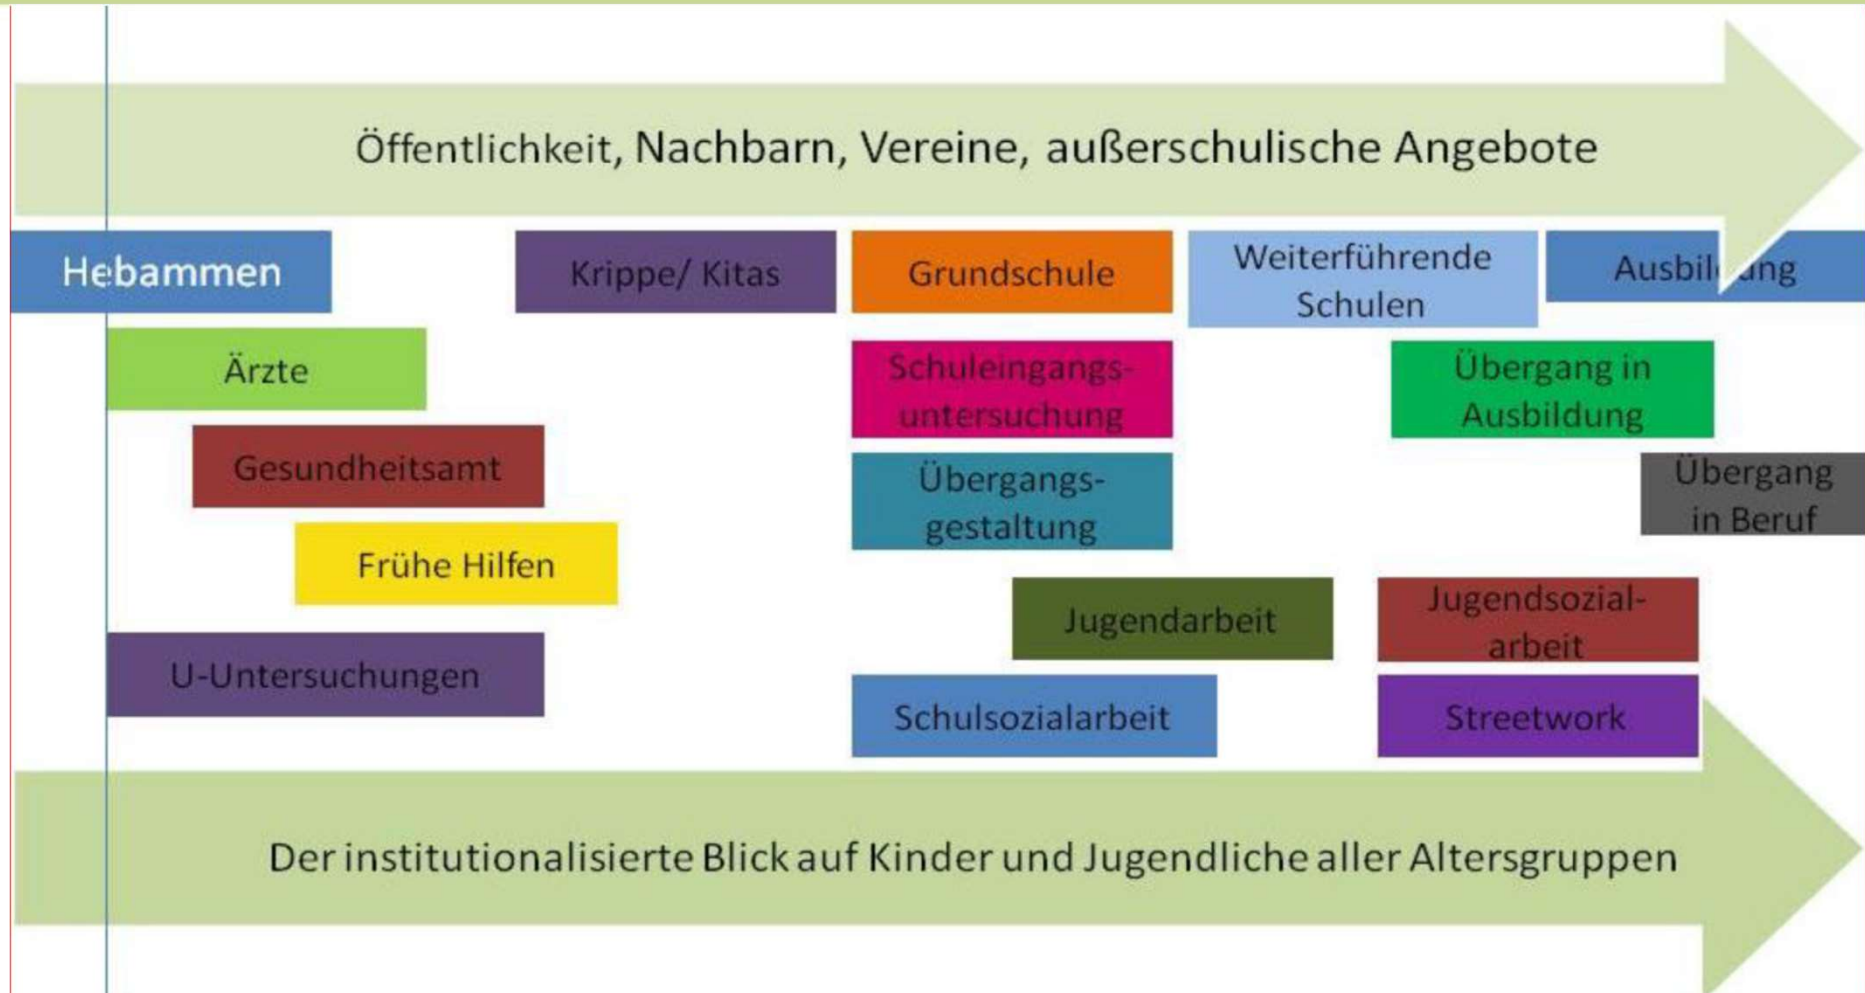 Öffentlichkeit, Nachbarn, Vereine, außerschulische Angebote
Hebammen
Krippe/ Kitas
Grundschule
Weiterführende
Schulen
Ausbildung
Ärzte
Schuleingangs-
untersuchung
Übergang in
Ausbildung
Gesundheitsamt
Übergangs-
gestaltung
Übergang
in Beruf
Frühe Hilfen
Jugendarbeit
Jugendsozial-
arbeit
U-Untersuchungen
Schulsozialarbeit
Streetwork
Der institutionalisierte Blick auf Kinder und Jugendliche aller Altersgruppen